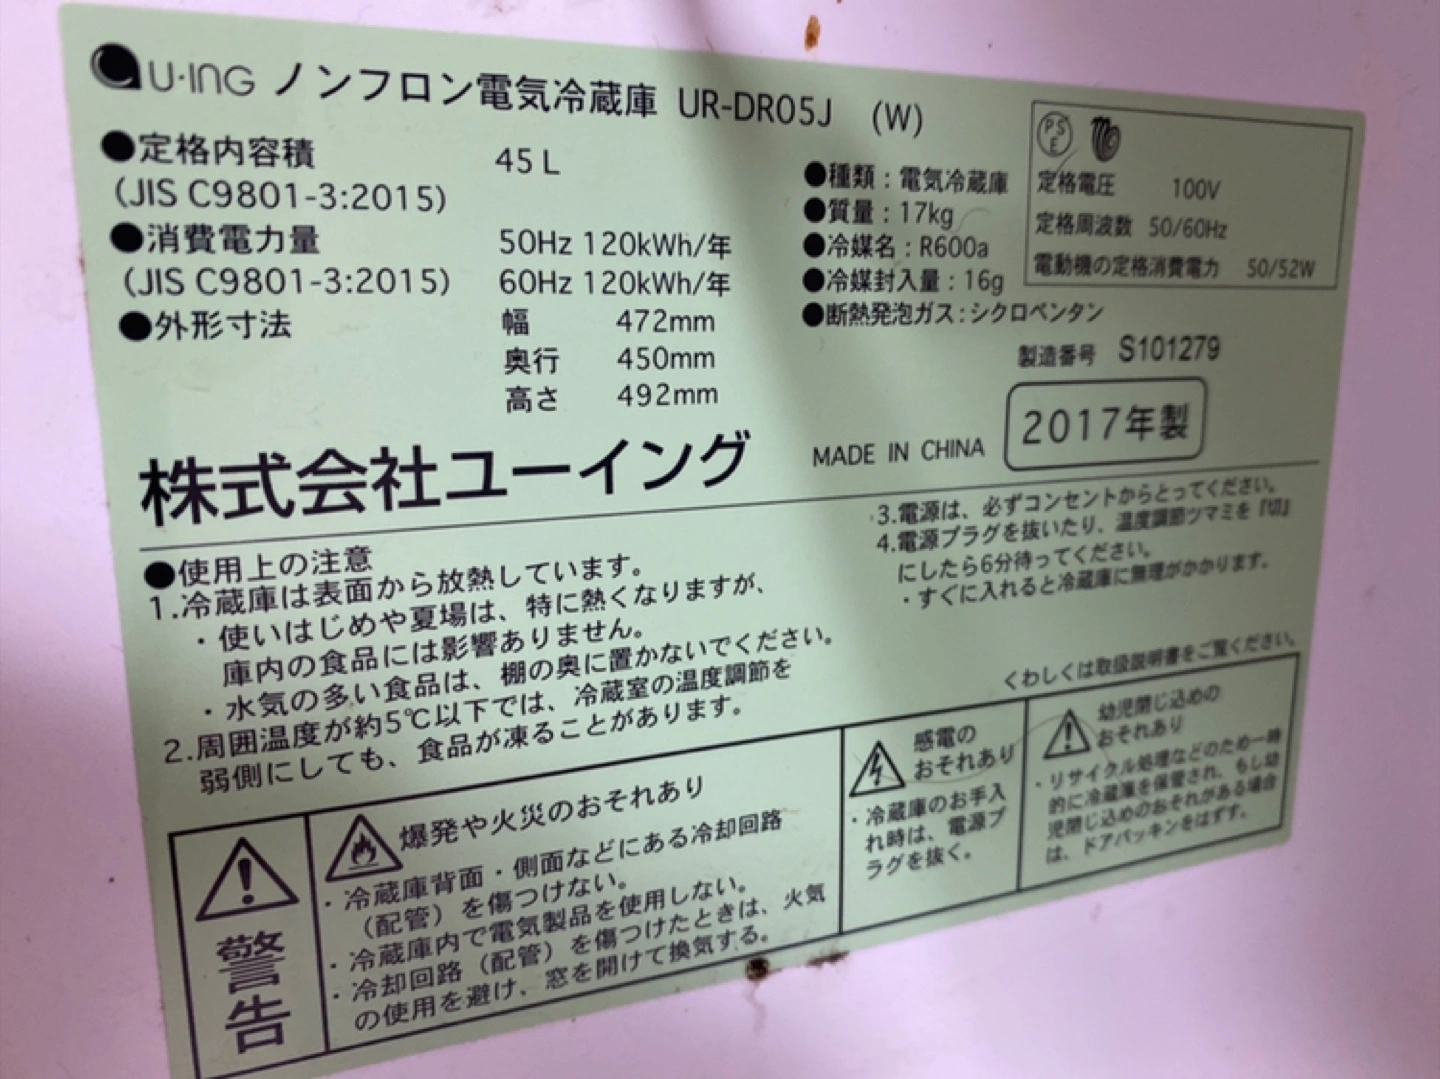 U·ING ノンフロン電気冷蔵庫 UR-DR05J (W)
●定格内容積 45 L
(JIS C9801-3:2015)
●消費電力量 50Hz 120kWh/年
(JIS C9801-3:2015) 60Hz 120kWh/年
●外形寸法 幅 472mm
奥行 450mm
高さ 492mm
●種類：電気冷蔵庫
●質量：17kg
●冷媒名：R600a
●冷媒封入量：16g
●断熱発泡ガス：シクロペンタン
PSE
定格電圧 100V
定格周波数 50/60Hz
電動機の定格消費電力 50/52W
製造番号 S101279
株式会社ユーイング MADE IN CHINA 2017年製
●使用上の注意
1.冷蔵庫は表面から放熱しています。
・使いはじめや夏場は、特に熱くなりますが、
庫内の食品には影響ありません。
・水気の多い食品は、棚の奥に置かないでください。
2.周囲温度が約5℃以下では、冷蔵室の温度調節を
弱側にしても、食品が凍ることがあります。
3.電源は、必ずコンセントからとってください。
4.電源プラグを抜いたり、温度調節ツマミを『切』
にしたら6分待ってください。
・すぐに入れると冷蔵庫に無理がかかります。
くわしくは取扱説明書をご覧ください。
警告
爆発や火災のおそれあり
・冷蔵庫背面・側面などにある冷却回路
（配管）を傷つけない。
・冷蔵庫内で電気製品を使用しない。
・冷却回路（配管）を傷つけたときは、火気
の使用を避け、窓を開けて換気する。
感電の
おそれあり
・冷蔵庫のお手入
れ時は、電源プ
ラグを抜く。
幼児閉じ込めの
おそれあり
・リサイクル処理などのため一時
的に冷蔵庫を保管され、もし幼
児閉じ込めのおそれがある場合
は、ドアパッキンをはずす。